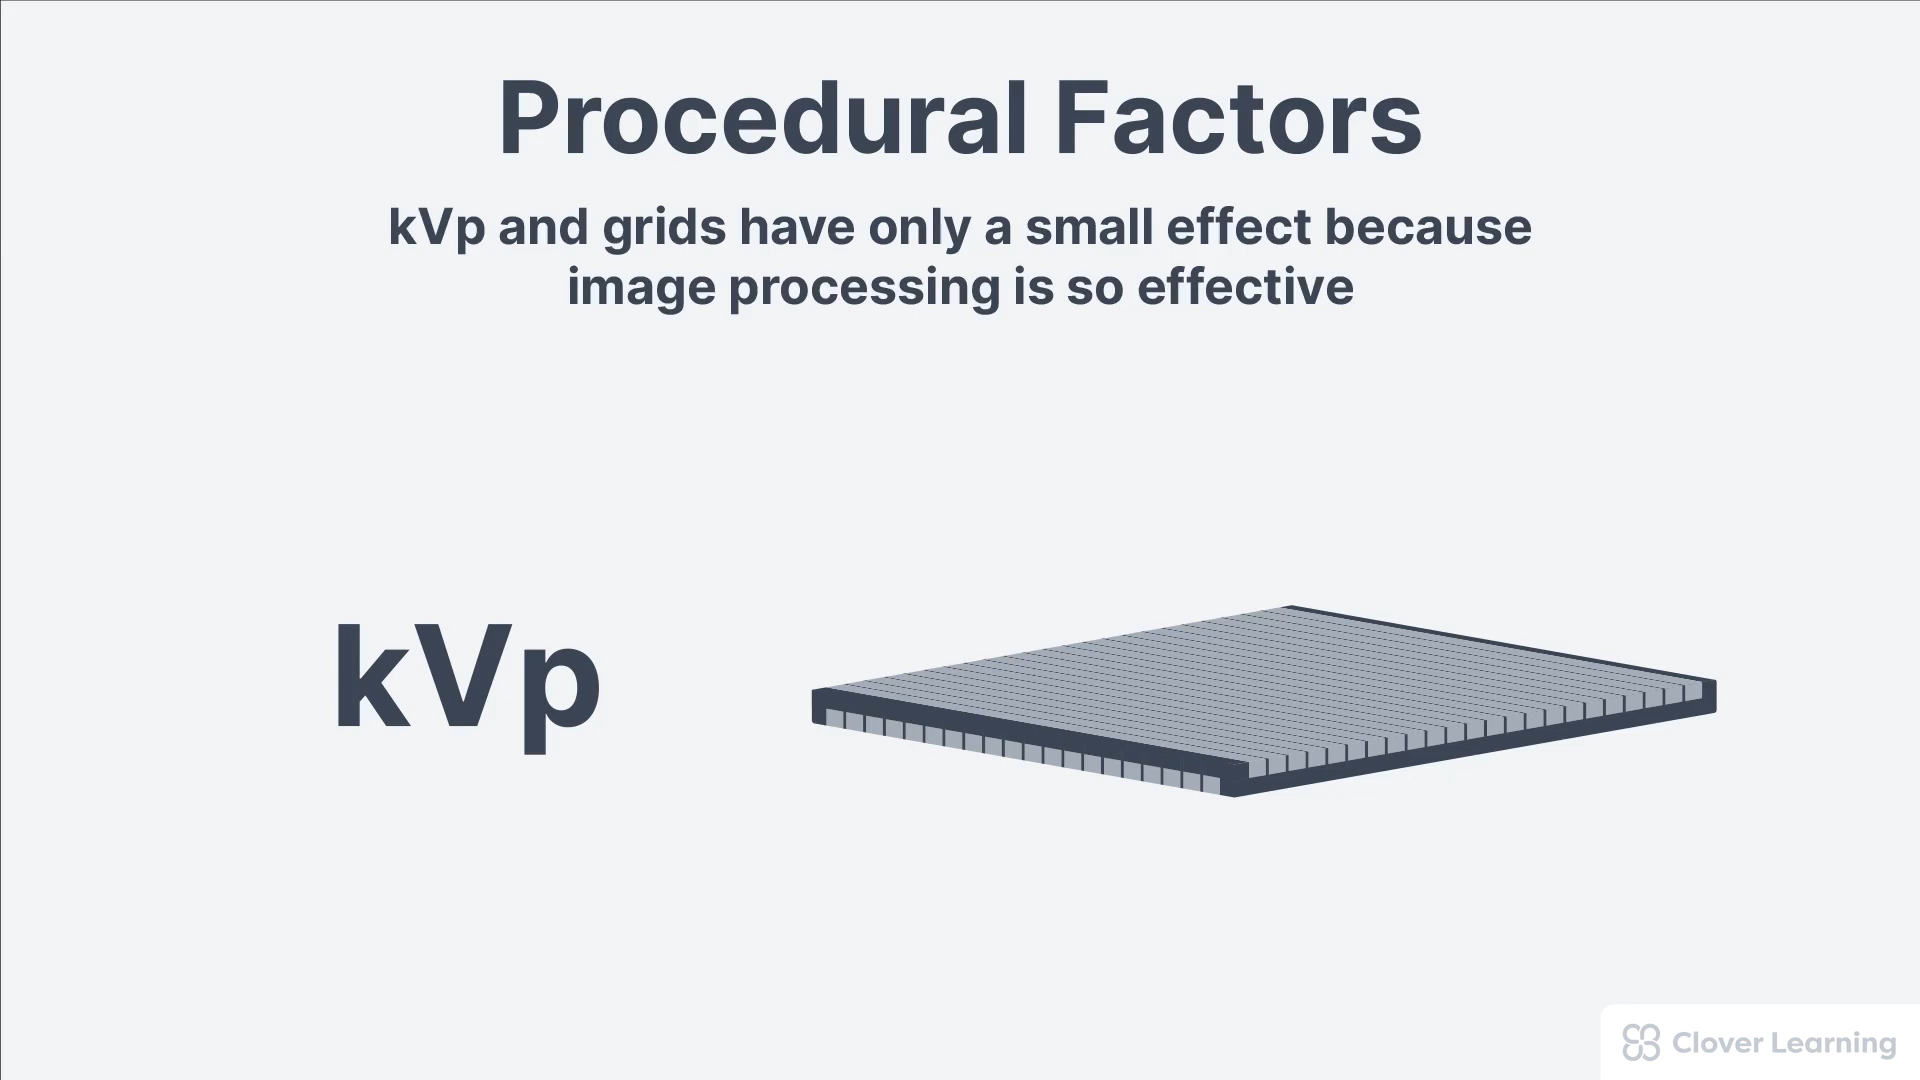 Procedural Factors
kVp and grids have only a small effect because
image processing is so effective
kVp
Clover Learning